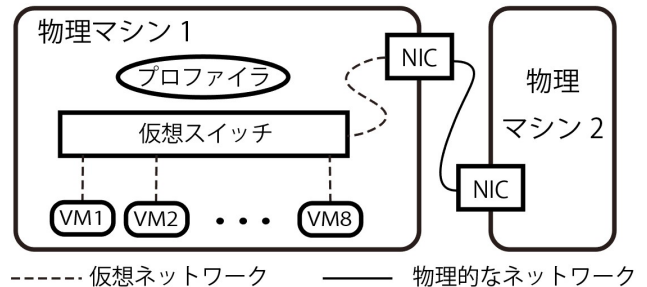 物理マシン1
NIC
プロファイラ
物理
マシン2
仮想スイッチ
NIC
VM1
VM2
・・・
VM8
仮想ネットワーク
物理的なネットワーク